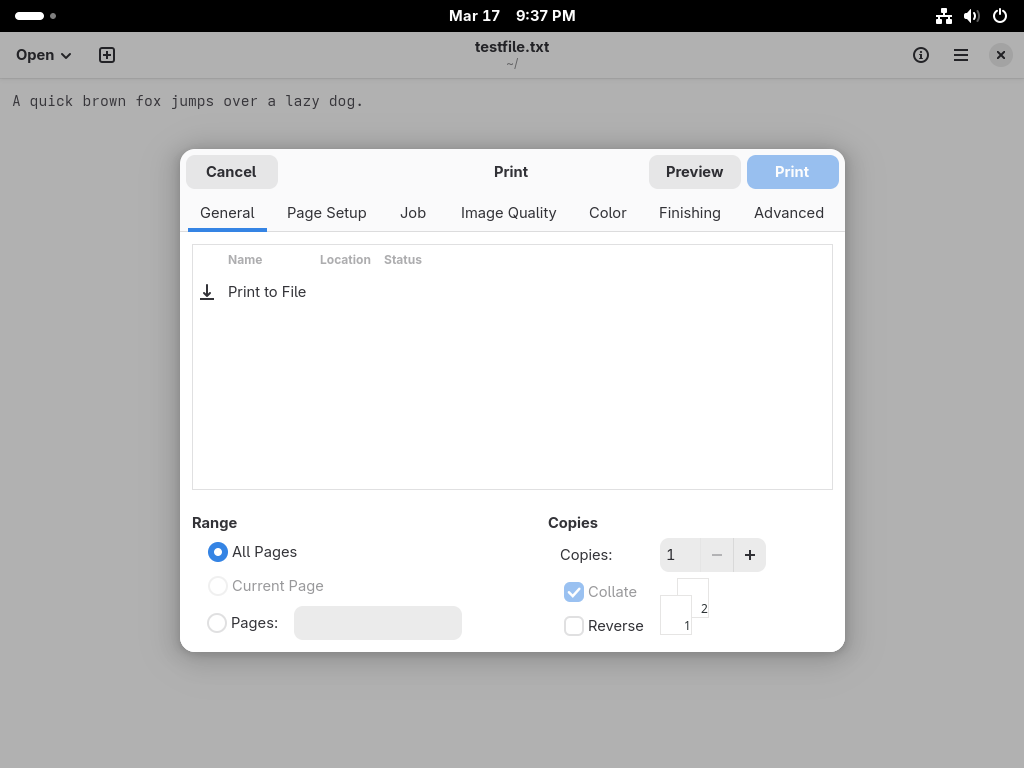 Mar 17 9:37 PM
Open
testfile.txt
~/
A quick brown fox jumps over a lazy dog.
Cancel
Print
Preview
Print
General
Page Setup
Job
Image Quality
Color
Finishing
Advanced
Name Location Status
Print to File
Range
All Pages
Current Page
Pages:
Copies
Copies: 1
Collate
Reverse
2
1